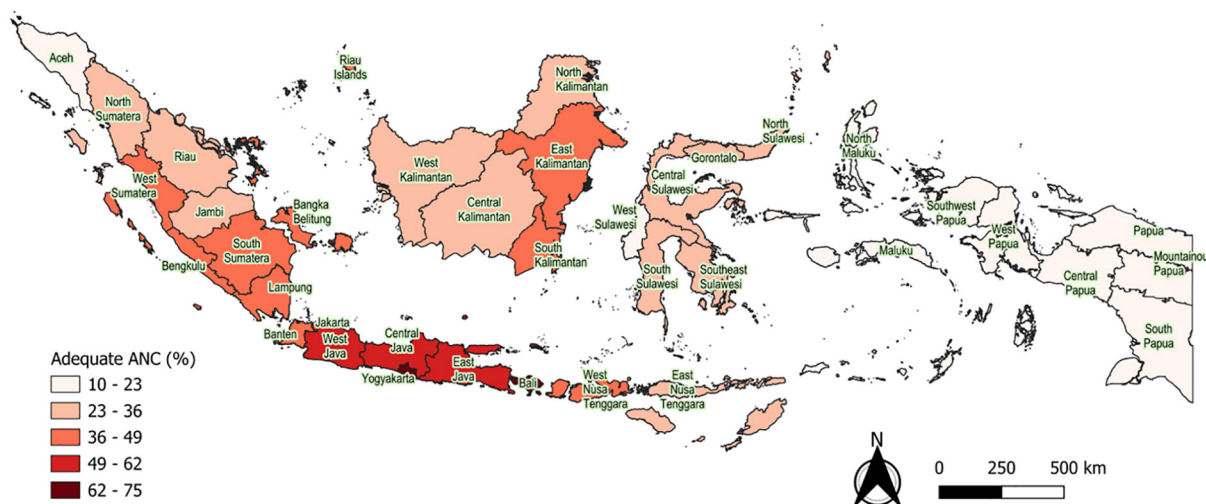 Aceh
North
Sumatera
Riau
Islands
Riau
West
Sumatera
Jambi
Bangka
Belitung
South
Sumatera
Bengkulu
Lampung
North
Kalimantan
East
Kalimantan
West
Kalimantan
Central
Kalimantan
South
Kalimantan
North
Sulawesi
Gorontalo
Central
Sulawesi
West
Sulawesi
South
Sulawesi
Southeast
Sulawesi
North
Maluku
Maluku
Southwest
Papua
West
Papua
Papua
Mountainou
Papua
Central
Papua
South
Papua
Banten
Jakarta
West
Java
Central
Java
Yogyakarta
East
Java
Bali
West
Nusa
Tenggara
East
Nusa
Tenggara
Adequate ANC (%)
10 - 23
23 - 36
36 - 49
49 - 62
62 - 75
N
0 250 500 km